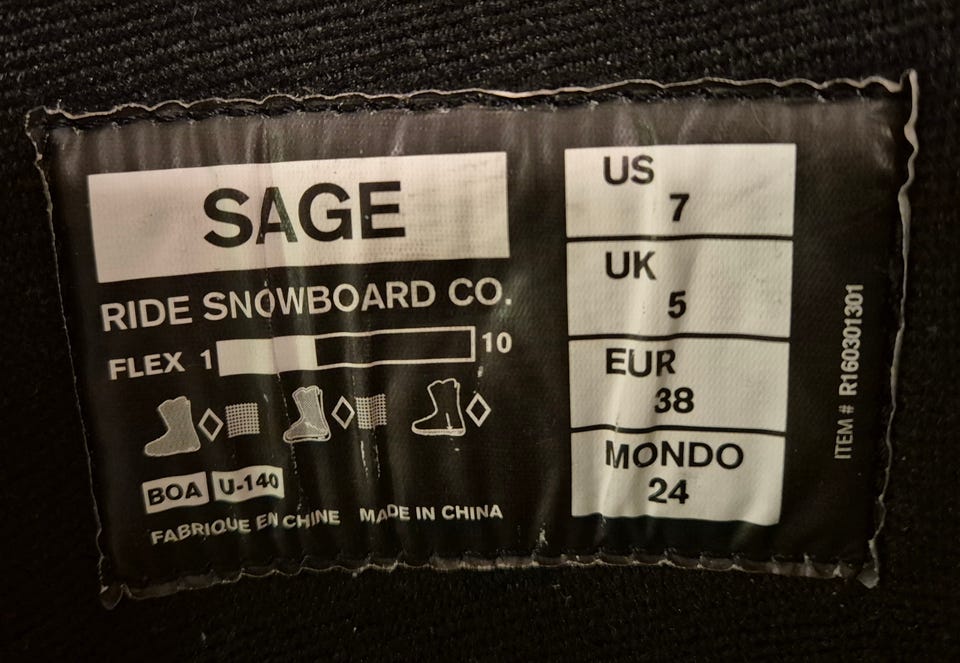 SAGE
RIDE SNOWBOARD CO.
FLEX 1 10
BOA U-140
FABRIQUE EN CHINE MADE IN CHINA
US
7
UK
5
EUR
38
MONDO
24
ITEM# R160301301